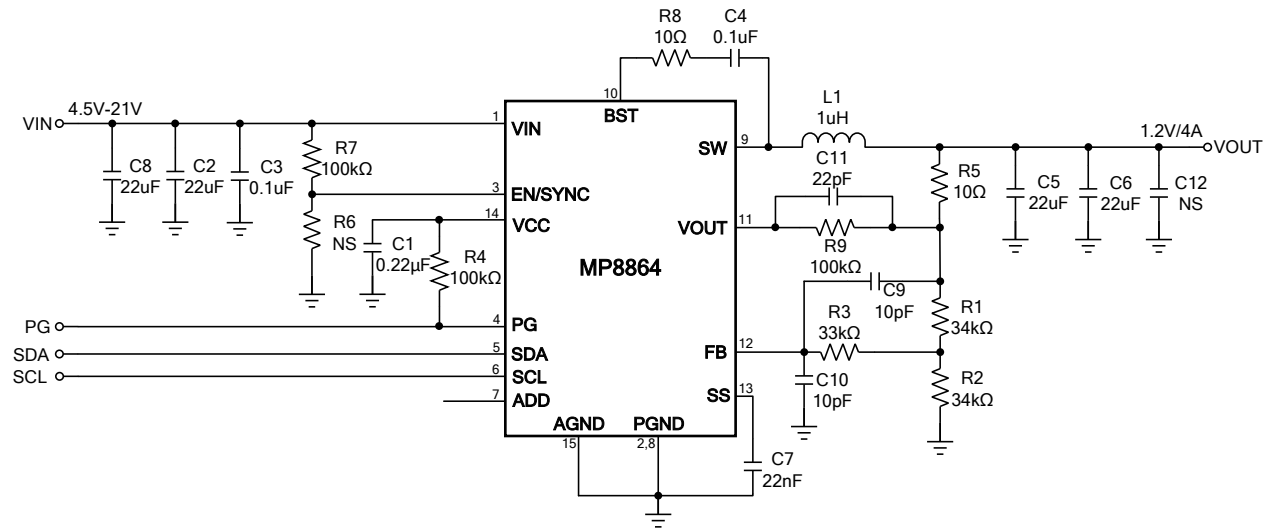 R8
10Ω
C4
0.1uF
10
BST
VIN
4.5V-21V
1
VIN
C8
22uF
C2
22uF
C3
0.1uF
R7
100kΩ
3
EN/SYNC
R6
NS
14
VCC
C1
0.22µF
R4
100kΩ
MP8864
PG
4
PG
SDA
5
SDA
SCL
6
SCL
7
ADD
AGND
15
PGND
2,8
SW
9
L1
1uH
C11
22pF
VOUT
11
R9
100kΩ
R5
10Ω
C5
22uF
C6
22uF
C12
NS
1.2V/4A
VOUT
C9
10pF
R3
33kΩ
R1
34kΩ
FB
12
C10
10pF
R2
34kΩ
SS
13
C7
22nF